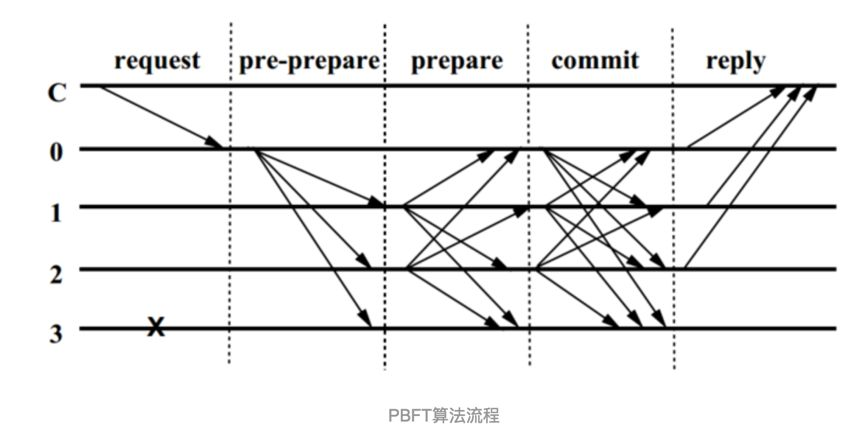 request pre-prepare prepare commit reply
C
0
1
2
3 X
PBFT算法流程